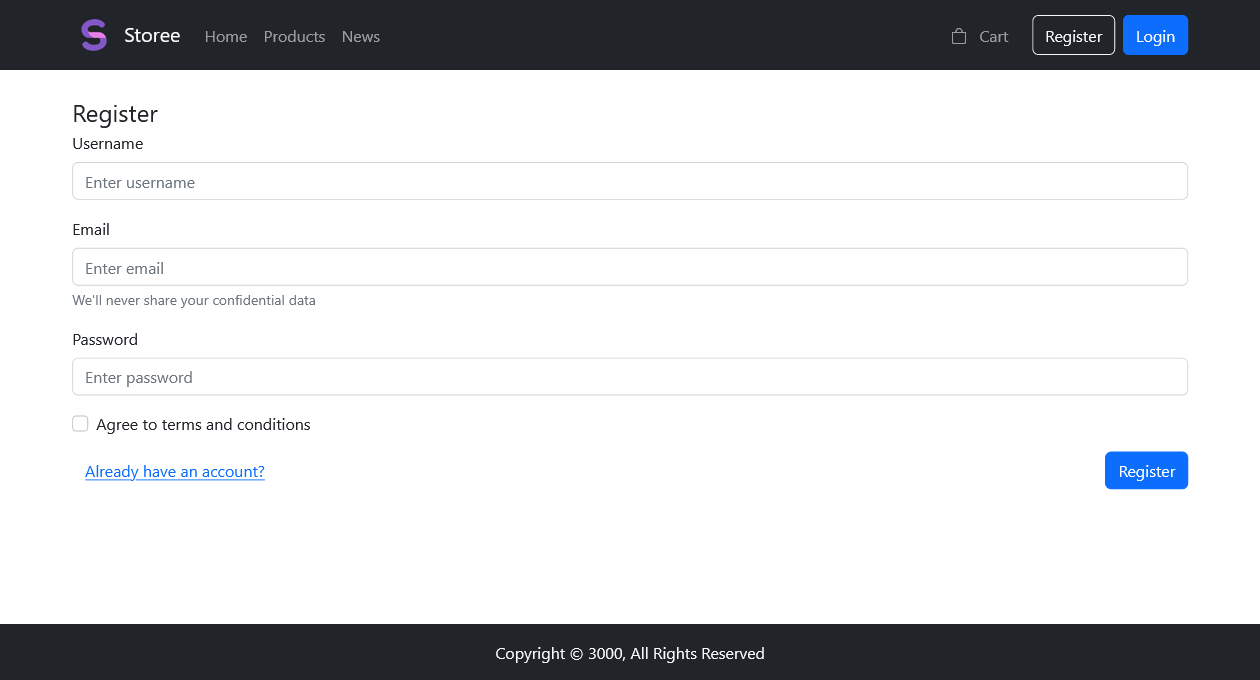 Storee Home Products News Cart Register Login
Register
Username
Enter username
Email
Enter email
We'll never share your confidential data
Password
Enter password
Agree to terms and conditions
Already have an account? Register
Copyright © 3000, All Rights Reserved